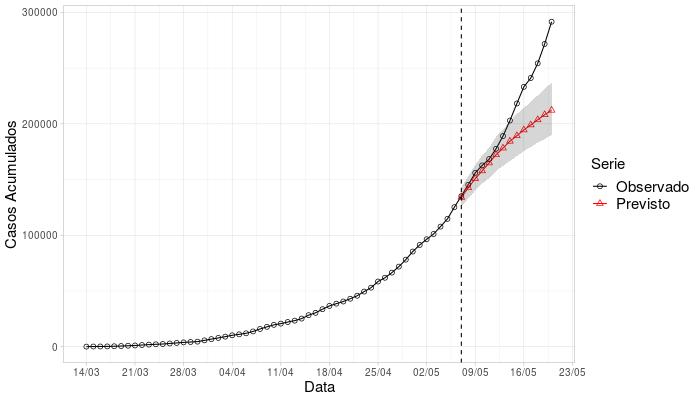 300000
200000
100000
0
Casos Acumulados
14/03 21/03 28/03 04/04 11/04 18/04 25/04 02/05 09/05 16/05 23/05
Data
Serie
Observado
Previsto